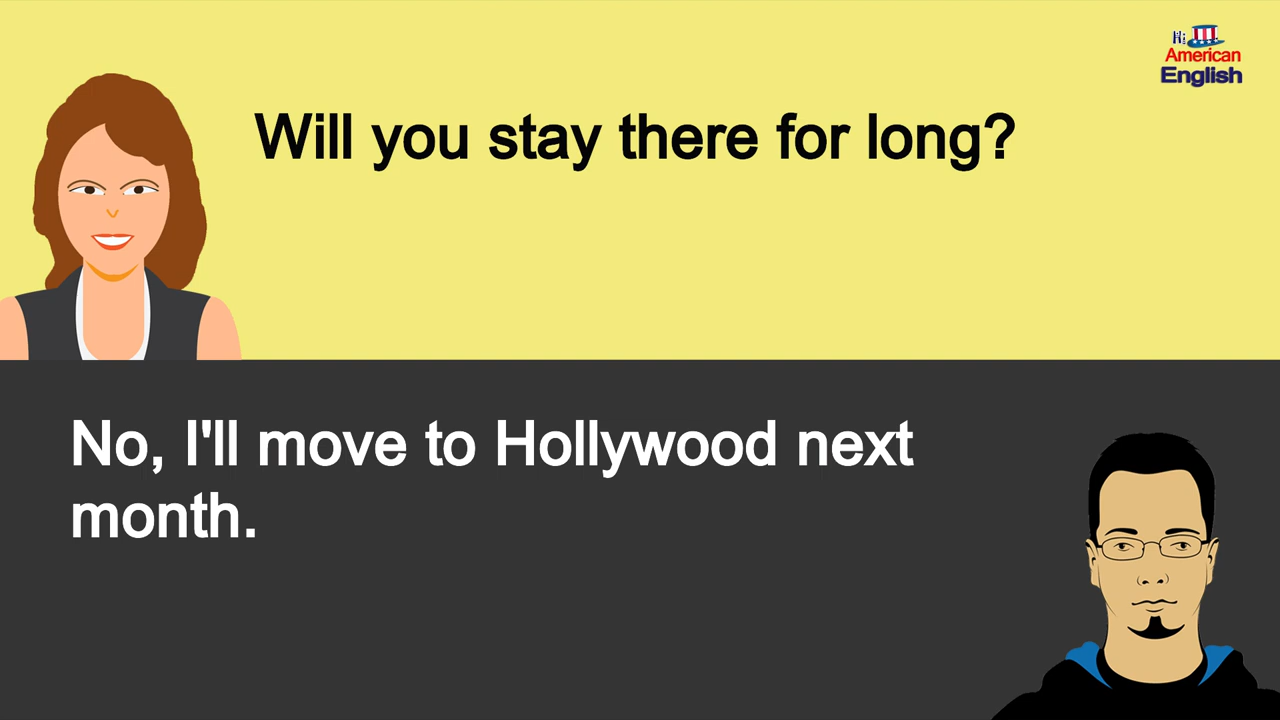 Hi
American
English
Will you stay there for long?
No, I'll move to Hollywood next
month.